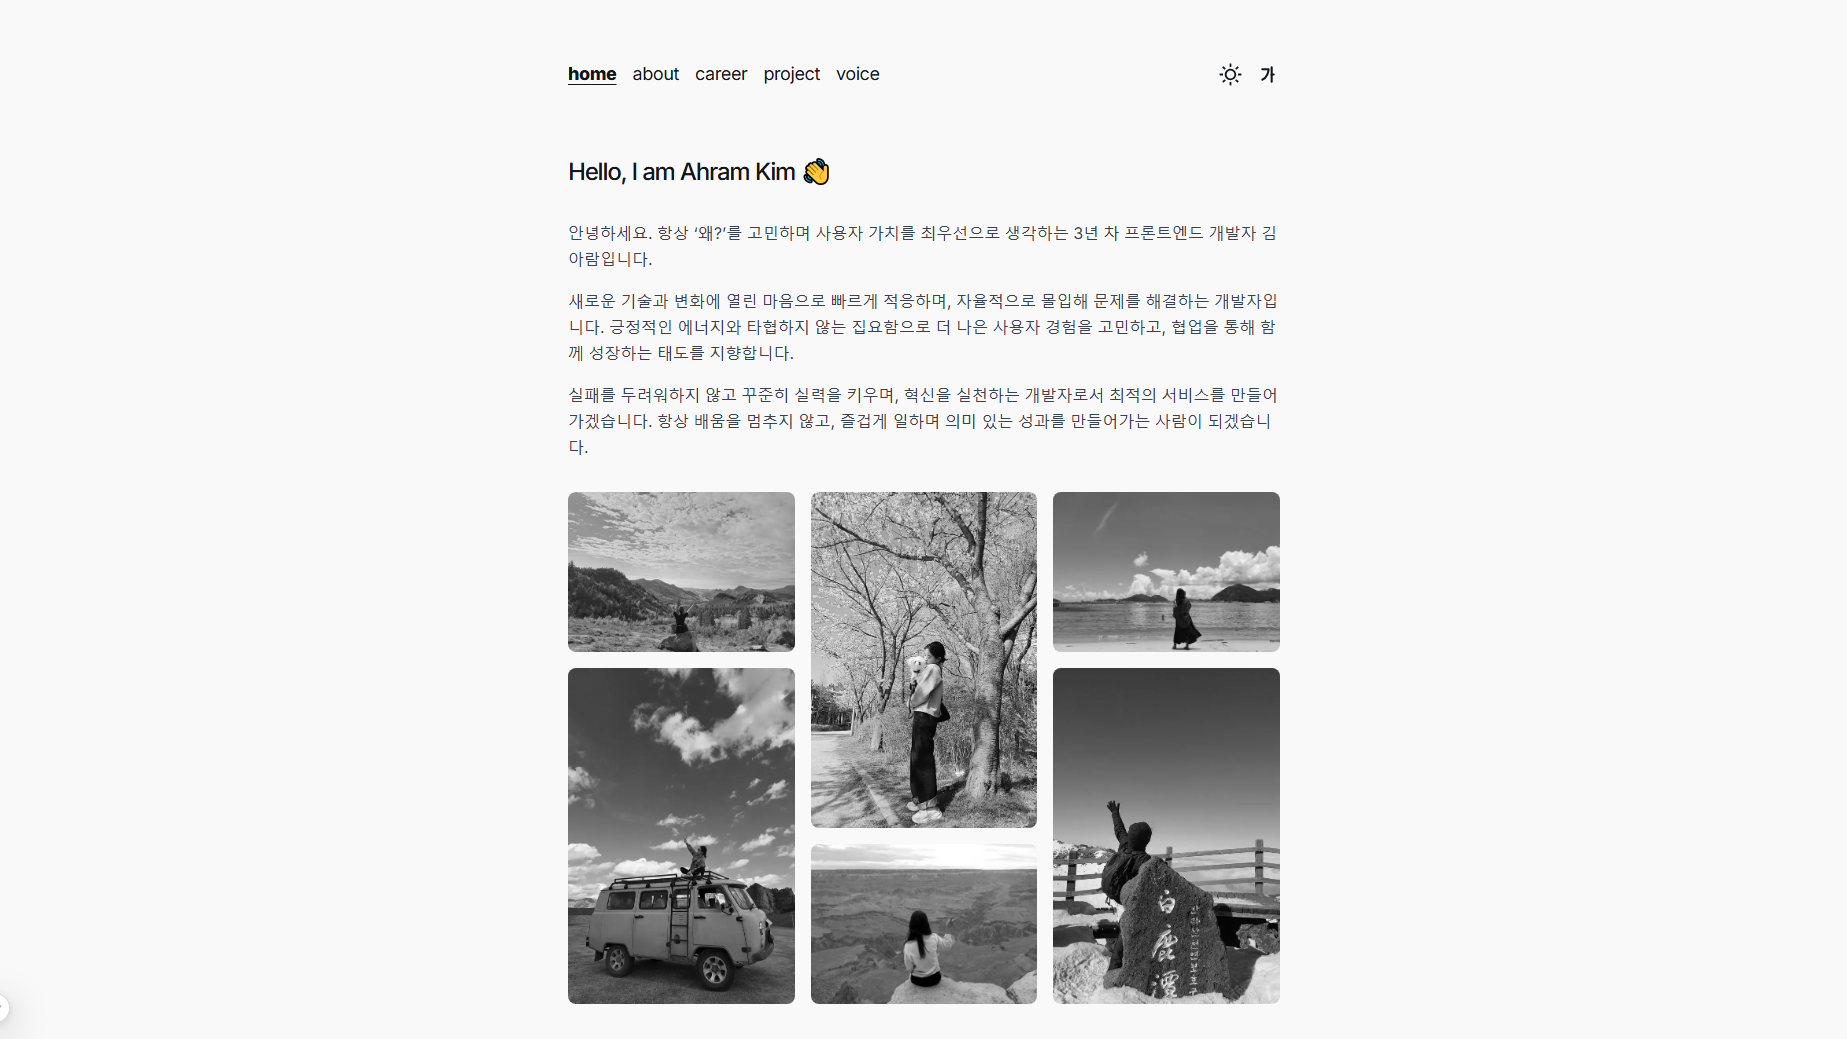 home about career project voice 가
Hello, I am Ahram Kim 👋
안녕하세요. 항상 ‘왜?’를 고민하며 사용자 가치를 최우선으로 생각하는 3년 차 프론트엔드 개발자 김
아람입니다.
새로운 기술과 변화에 열린 마음으로 빠르게 적응하며, 자율적으로 몰입해 문제를 해결하는 개발자입
니다. 긍정적인 에너지와 타협하지 않는 집요함으로 더 나은 사용자 경험을 고민하고, 협업을 통해 함
께 성장하는 태도를 지향합니다.
실패를 두려워하지 않고 꾸준히 실력을 키우며, 혁신을 실천하는 개발자로서 최적의 서비스를 만들어
가겠습니다. 항상 배움을 멈추지 않고, 즐겁게 일하며 의미 있는 성과를 만들어가는 사람이 되겠습니
다.
白鹿潭